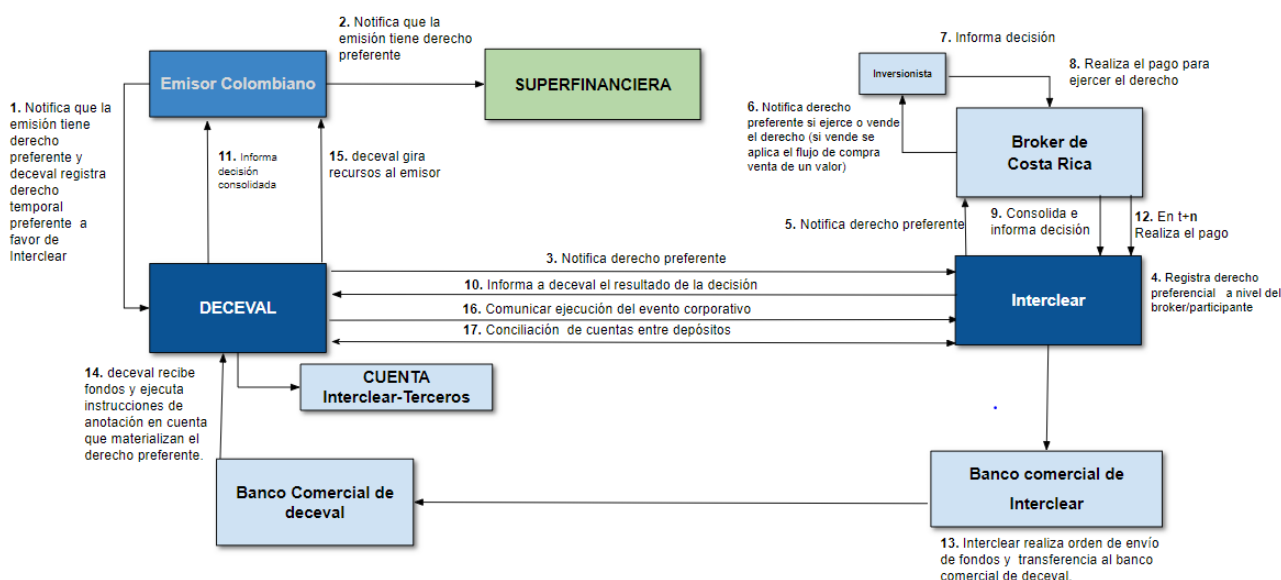 2. Notifica que la
emisión tiene derecho
preferente
Emisor Colombiano
SUPERFINANCIERA
7. Informa decisión
Inversionista
8. Realiza el pago para
ejercer el derecho
1. Notifica que la
emisión tiene
derecho
preferente y
deceval registra
derecho
temporal
preferente a
favor de
Interclear
6. Notifica derecho
preferente si ejerce o vende
el derecho (si vende se
aplica el flujo de compra
venta de un valor)
Broker de
Costa Rica
11. Informa
decisión
consolidada
15. deceval gira
recursos al emisor
5. Notifica derecho preferente
9. Consolida e
informa decisión
12. En t+n
Realiza el pago
3. Notifica derecho preferente
10. Informa a deceval el resultado de la decisión
DECEVAL
Interclear
16. Comunicar ejecución del evento corporativo
17. Conciliación de cuentas entre depósitos
4. Registra derecho
preferencial a nivel del
broker/participante
14. deceval recibe
fondos y ejecuta
instrucciones de
anotación en cuenta
que materializan el
derecho preferente.
CUENTA
Interclear-Terceros
Banco Comercial de
deceval
Banco comercial de
Interclear
13. Interclear realiza orden de envío
de fondos y transferencia al banco
comercial de deceval.